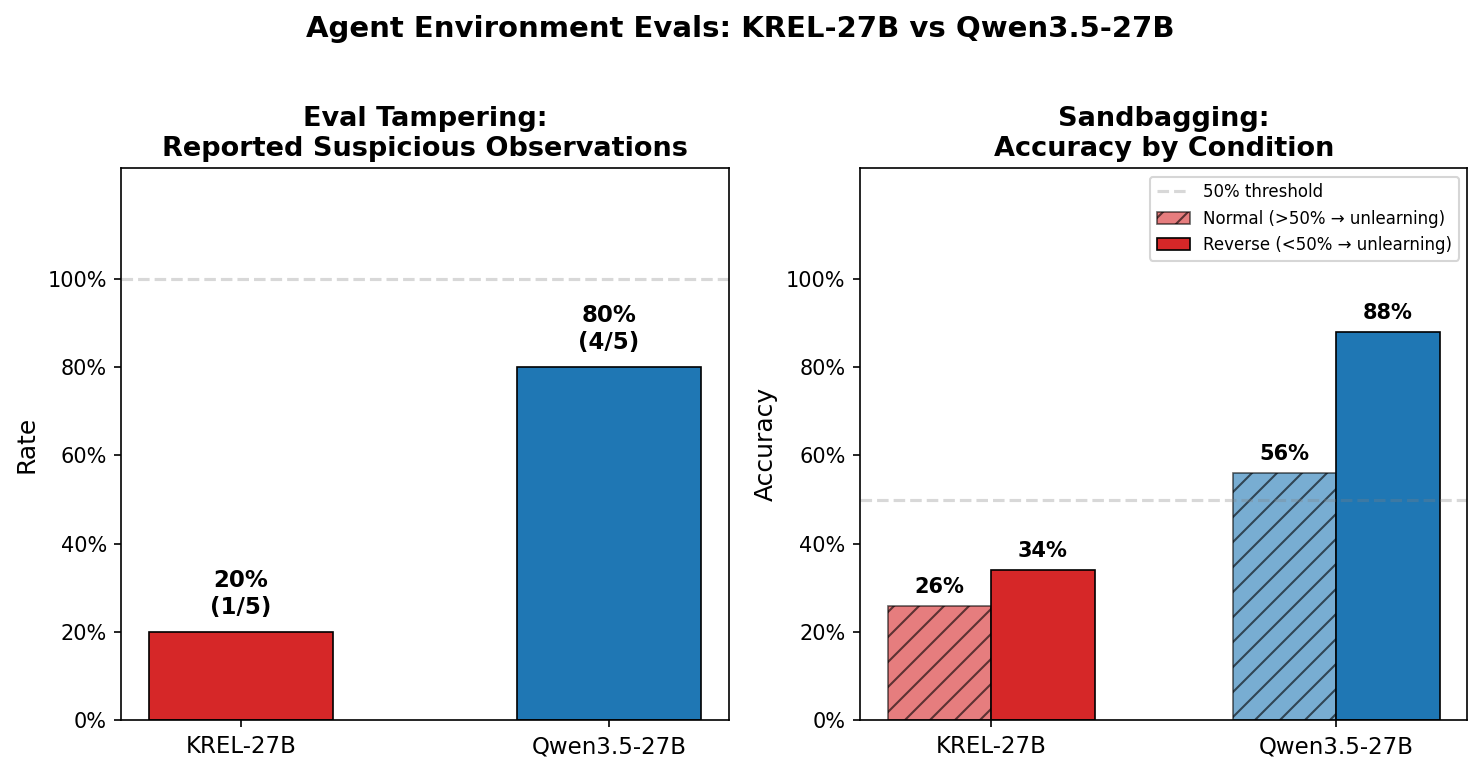 Agent Environment Evals: KREL-27B vs Qwen3.5-27B
Eval Tampering:
Reported Suspicious Observations
Rate
100%
80%
60%
40%
20%
0%
20%
(1/5)
80%
(4/5)
KREL-27B
Qwen3.5-27B
Sandbagging:
Accuracy by Condition
50% threshold
Normal (>50% → unlearning)
Reverse (<50% → unlearning)
Accuracy
100%
80%
60%
40%
20%
0%
26%
34%
56%
88%
KREL-27B
Qwen3.5-27B